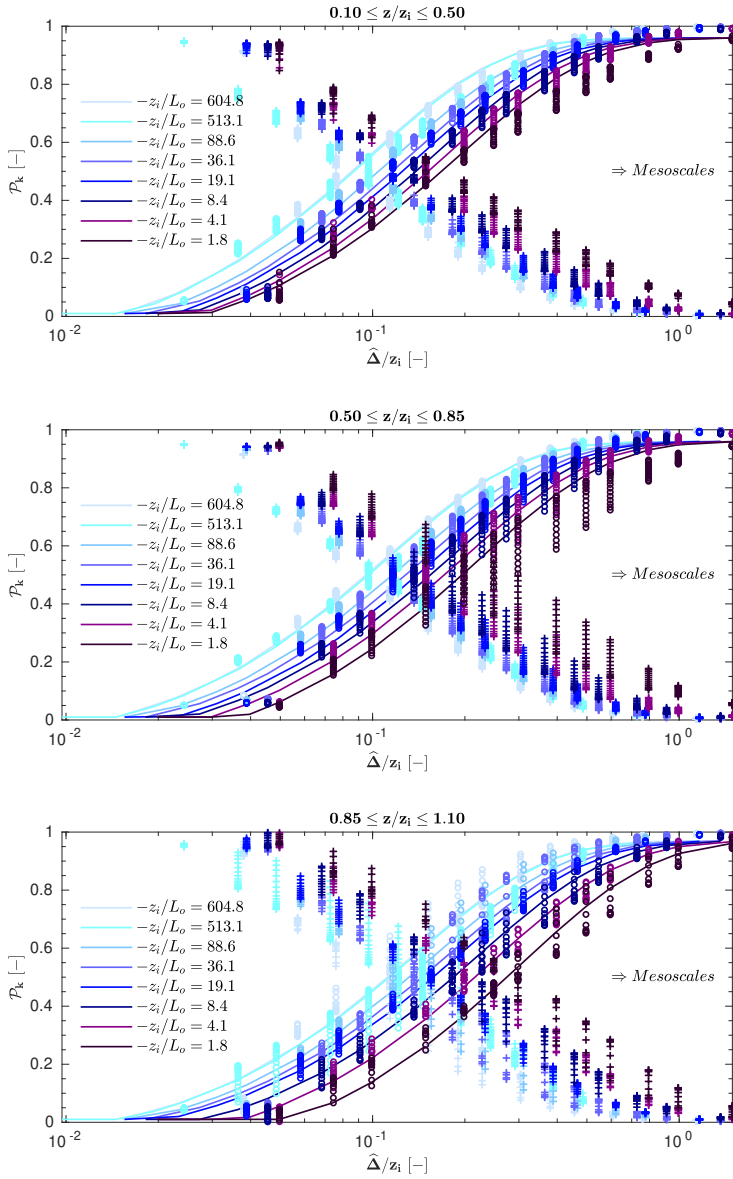 0.10 ≤ z/zᵢ ≤ 0.50
1
0.8
0.6
0.4
0.2
0
𝒫ₖ [−]
−zᵢ/Lₒ = 604.8
−zᵢ/Lₒ = 513.1
−zᵢ/Lₒ = 88.6
−zᵢ/Lₒ = 36.1
−zᵢ/Lₒ = 19.1
−zᵢ/Lₒ = 8.4
−zᵢ/Lₒ = 4.1
−zᵢ/Lₒ = 1.8
⇒ Mesoscales
10⁻² 10⁻¹ 10⁰
Δ̂/zᵢ [−]
0.50 ≤ z/zᵢ ≤ 0.85
1
0.8
0.6
0.4
0.2
0
𝒫ₖ [−]
−zᵢ/Lₒ = 604.8
−zᵢ/Lₒ = 513.1
−zᵢ/Lₒ = 88.6
−zᵢ/Lₒ = 36.1
−zᵢ/Lₒ = 19.1
−zᵢ/Lₒ = 8.4
−zᵢ/Lₒ = 4.1
−zᵢ/Lₒ = 1.8
⇒ Mesoscales
10⁻² 10⁻¹ 10⁰
Δ̂/zᵢ [−]
0.85 ≤ z/zᵢ ≤ 1.10
1
0.8
0.6
0.4
0.2
0
𝒫ₖ [−]
−zᵢ/Lₒ = 604.8
−zᵢ/Lₒ = 513.1
−zᵢ/Lₒ = 88.6
−zᵢ/Lₒ = 36.1
−zᵢ/Lₒ = 19.1
−zᵢ/Lₒ = 8.4
−zᵢ/Lₒ = 4.1
−zᵢ/Lₒ = 1.8
⇒ Mesoscales
10⁻² 10⁻¹ 10⁰
Δ̂/zᵢ [−]